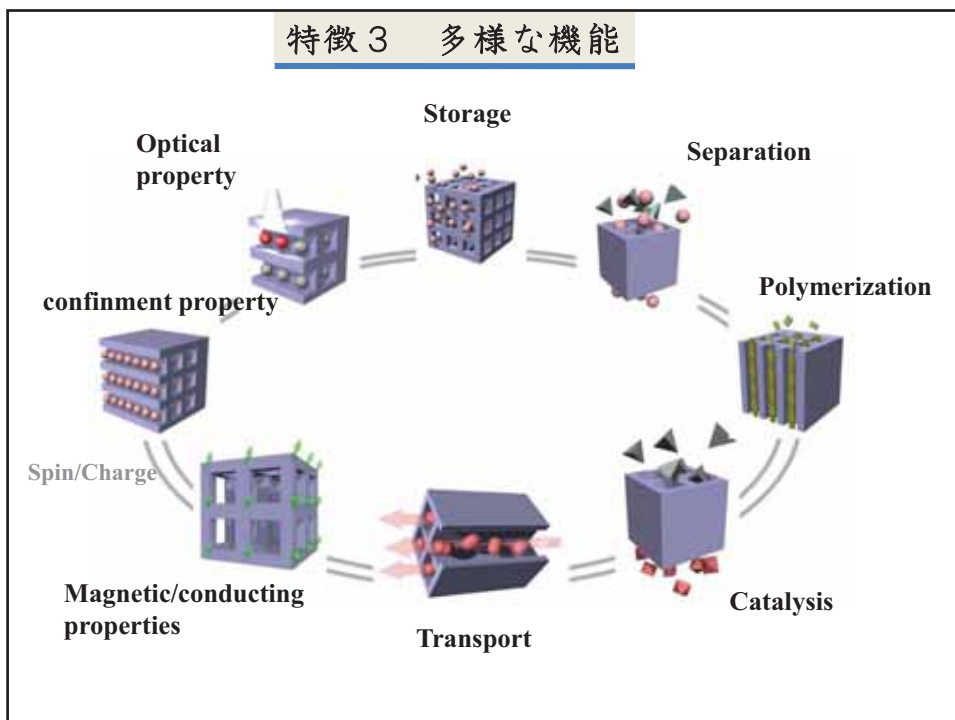 特徴３　多様な機能
Storage
Optical
property
Separation
confinment property
Polymerization
Spin/Charge
Magnetic/conducting
properties
Transport
Catalysis